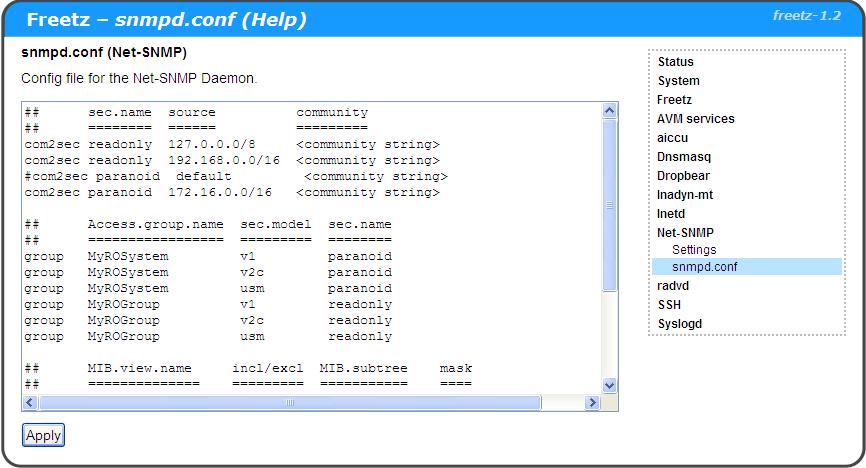 Freetz – snmpd.conf (Help)
freetz-1.2
snmpd.conf (Net-SNMP)
Config file for the Net-SNMP Daemon.
##      sec.name  source          community
##      ========  ======          =========
com2sec readonly  127.0.0.0/8     <community string>
com2sec readonly  192.168.0.0/16  <community string>
#com2sec paranoid  default         <community string>
com2sec paranoid  172.16.0.0/16   <community string>
##      Access.group.name  sec.model  sec.name
##      =================  =========  ========
group   MyROSystem         v1         paranoid
group   MyROSystem         v2c        paranoid
group   MyROSystem         usm        paranoid
group   MyROGroup          v1         readonly
group   MyROGroup          v2c        readonly
group   MyROGroup          usm        readonly
##      MIB.view.name     incl/excl  MIB.subtree    mask
##      ==============    =========  ===========    ====
Apply
Status
System
Freetz
AVM services
aiccu
Dnsmasq
Dropbear
Inadyn-mt
Inetd
Net-SNMP
Settings
snmpd.conf
radvd
SSH
Syslogd